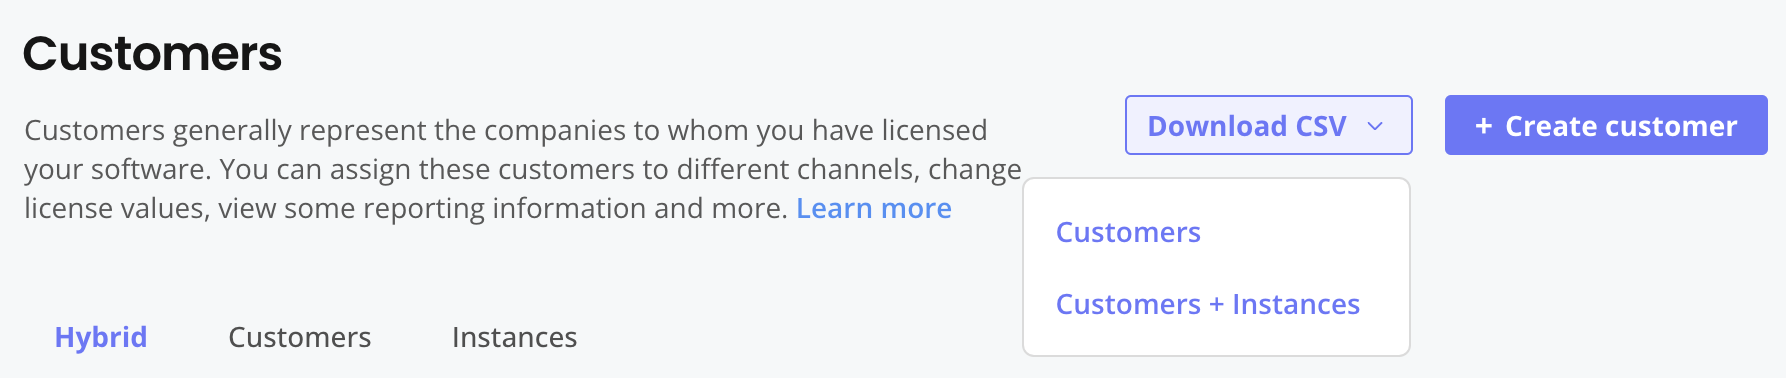 Customers
Customers generally represent the companies to whom you have licensed
your software. You can assign these customers to different channels, change
license values, view some reporting information and more. Learn more
Download CSV
+ Create customer
Customers
Customers + Instances
Hybrid
Customers
Instances